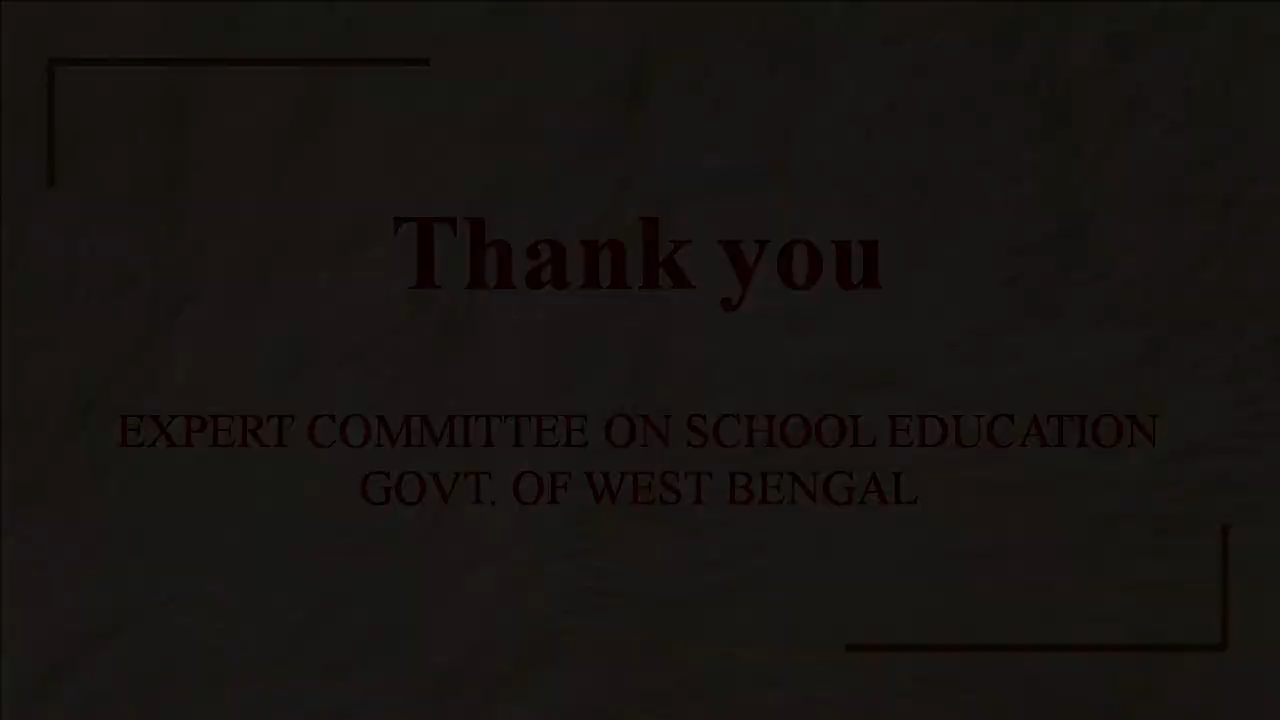 Thank you
EXPERT COMMITTEE ON SCHOOL EDUCATION
GOVT. OF WEST BENGAL